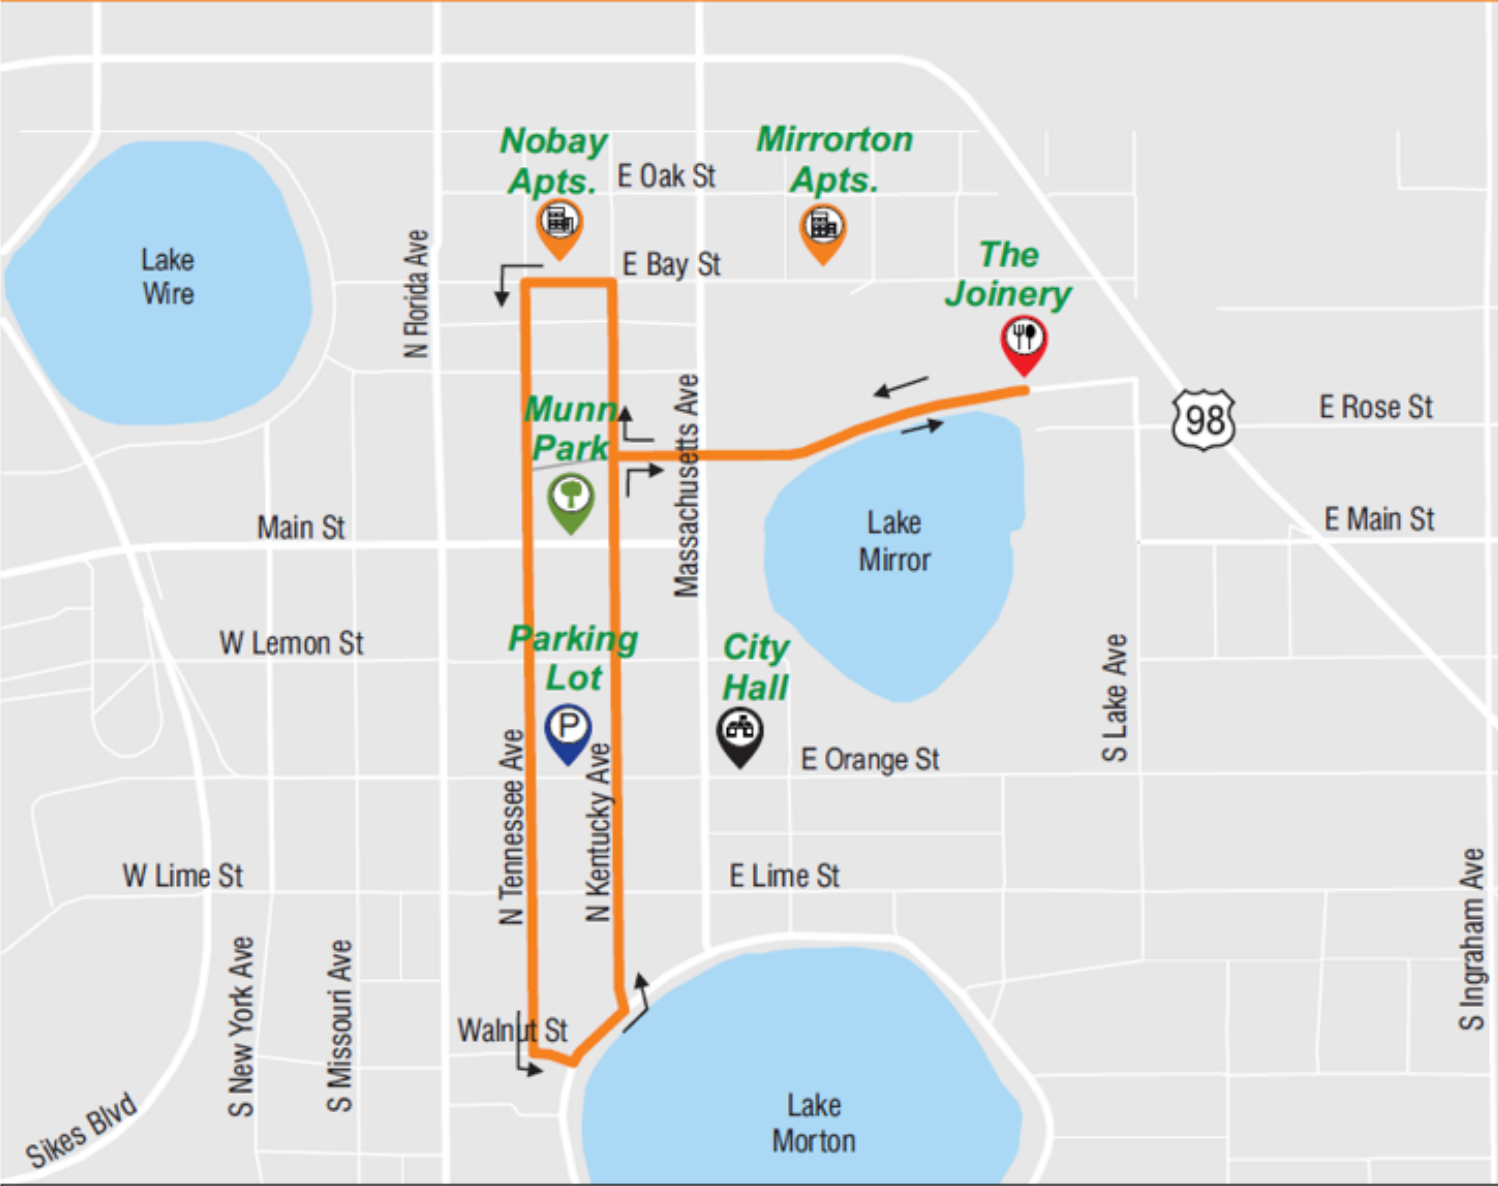 Nobay
Apts.
E Oak St
Mirrorton
Apts.
Lake
Wire
N Florida Ave
E Bay St
The
Joinery
Munn
Park
Massachusetts Ave
98
E Rose St
Main St
Lake
Mirror
E Main St
W Lemon St
Parking
Lot
P
City
Hall
S Lake Ave
E Orange St
N Tennessee Ave
N Kentucky Ave
W Lime St
E Lime St
S Ingraham Ave
S New York Ave
S Missouri Ave
Walnut St
Sikes Blvd
Lake
Morton